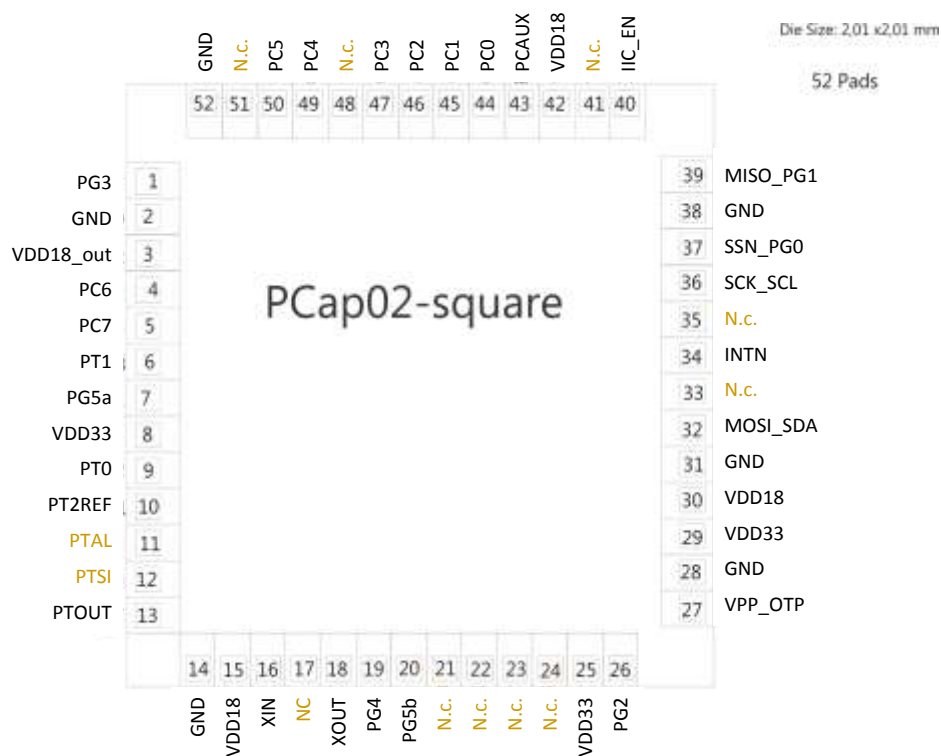 Die Size: 2,01 x2,01 mm
52 Pads
GND N.c. PC5 PC4 N.c. PC3 PC2 PC1 PC0 PCAUX VDD18 N.c. IIC_EN
52 51 50 49 48 47 46 45 44 43 42 41 40
PG3 1
GND 2
VDD18_out 3
PC6 4
PC7 5
PT1 6
PG5a 7
VDD33 8
PT0 9
PT2REF 10
PTAL 11
PTSI 12
PTOUT 13
PCap02-square
39 MISO_PG1
38 GND
37 SSN_PG0
36 SCK_SCL
35 N.c.
34 INTN
33 N.c.
32 MOSI_SDA
31 GND
30 VDD18
29 VDD33
28 GND
27 VPP_OTP
14 15 16 17 18 19 20 21 22 23 24 25 26
GND VDD18 XIN NC XOUT PG4 PG5b N.c. N.c. N.c. N.c. VDD33 PG2